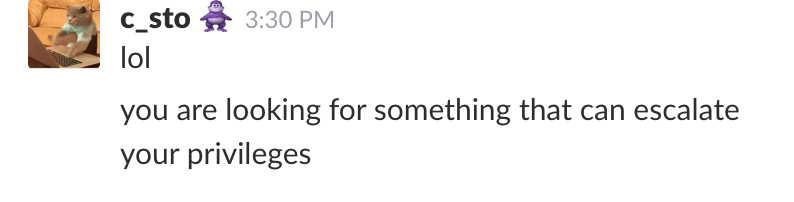 c_sto 3:30 PM
lol
you are looking for something that can escalate
your privileges